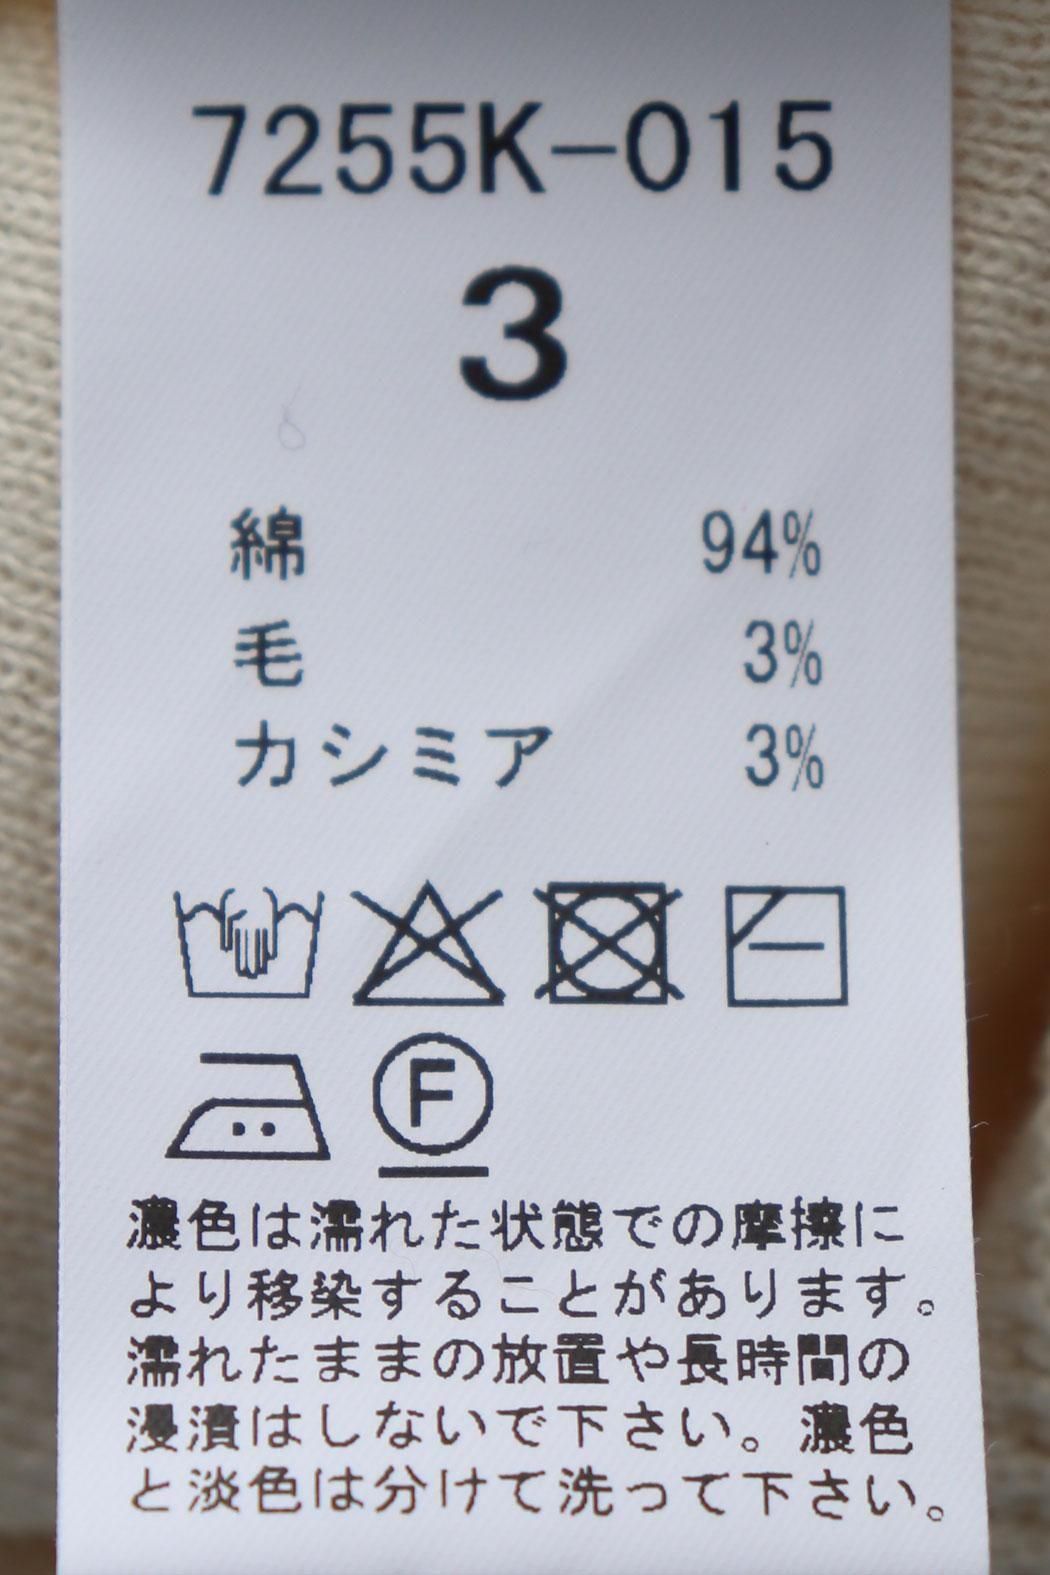 7255K-015
3
綿 94%
毛 3%
カシミア 3%
F
濃色は濡れた状態での摩擦に
より移染することがあります。
濡れたままの放置や長時間の
浸漬はしないで下さい。濃色
と淡色は分けて洗って下さい。